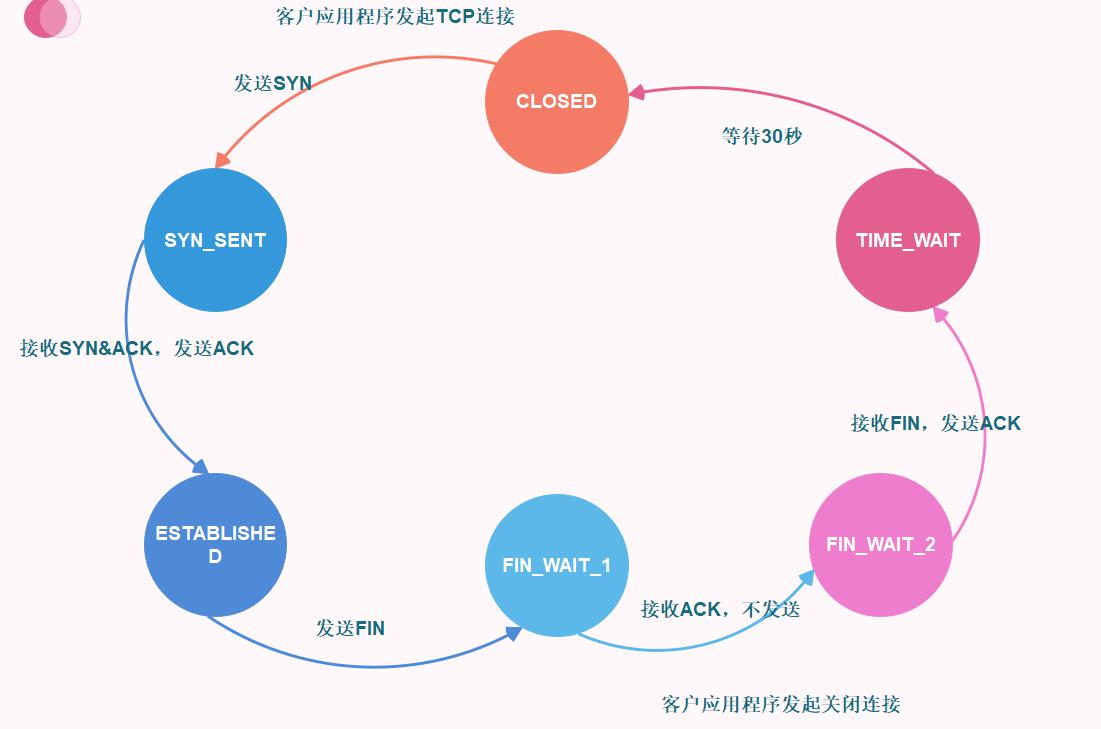 客户应用程序发起TCP连接
发送SYN
CLOSED
等待30秒
SYN_SENT
TIME_WAIT
接收SYN&ACK，发送ACK
接收FIN，发送ACK
ESTABLISHE
D
FIN_WAIT_1
FIN_WAIT_2
接收ACK，不发送
发送FIN
客户应用程序发起关闭连接